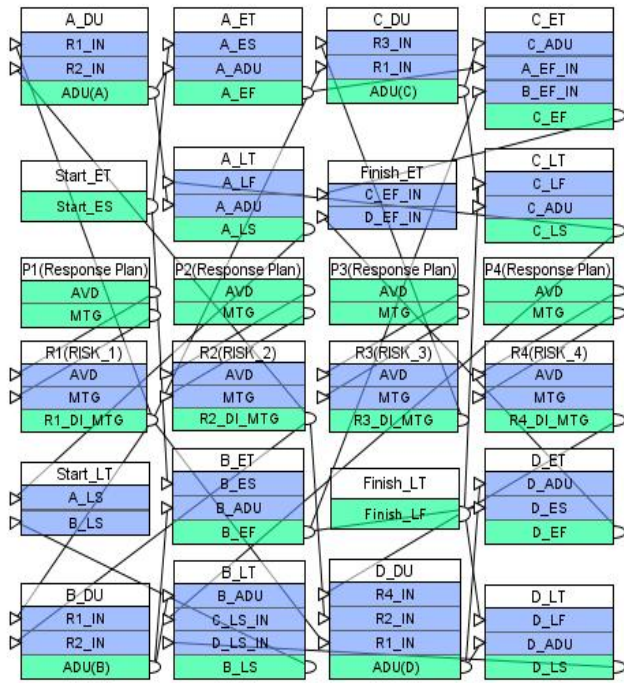 A_DU
R1_IN
R2_IN
ADU(A)
A_ET
A_ES
A_ADU
A_EF
C_DU
R3_IN
R1_IN
ADU(C)
C_ET
C_ADU
A_EF_IN
B_EF_IN
C_EF
Start_ET
Start_ES
A_LT
A_LF
A_ADU
A_LS
Finish_ET
C_EF_IN
D_EF_IN
C_LT
C_LF
C_ADU
C_LS
P1(Response Plan)
AVD
MTG
P2(Response Plan)
AVD
MTG
P3(Response Plan)
AVD
MTG
P4(Response Plan)
AVD
MTG
R1(RISK_1)
AVD
MTG
R1_DI_MTG
R2(RISK_2)
AVD
MTG
R2_DI_MTG
R3(RISK_3)
AVD
MTG
R3_DI_MTG
R4(RISK_4)
AVD
MTG
R4_DI_MTG
Start_LT
A_LS
B_LS
B_ET
B_ES
B_ADU
B_EF
Finish_LT
Finish_LF
D_ET
D_ADU
D_ES
D_EF
B_DU
R1_IN
R2_IN
ADU(B)
B_LT
B_ADU
C_LS_IN
D_LS_IN
B_LS
D_DU
R4_IN
R2_IN
R1_IN
ADU(D)
D_LT
D_LF
D_ADU
D_LS